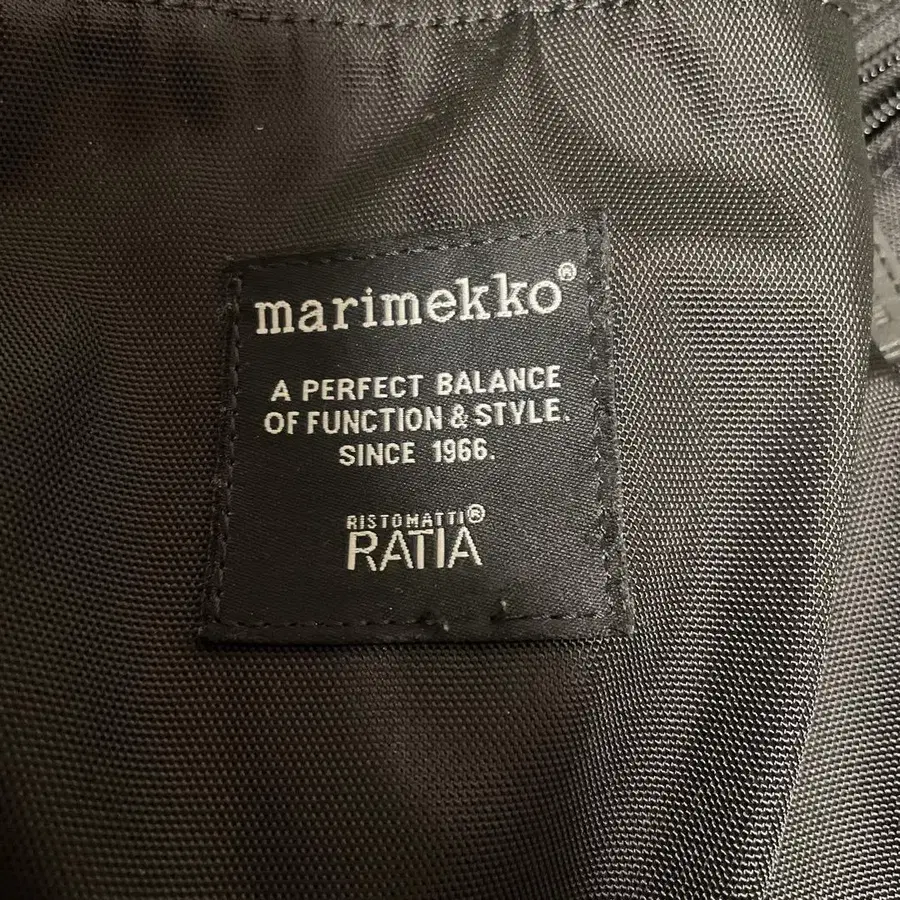 marimekko®
A PERFECT BALANCE
OF FUNCTION & STYLE.
SINCE 1966.
RISTOMATTI®
RATIA